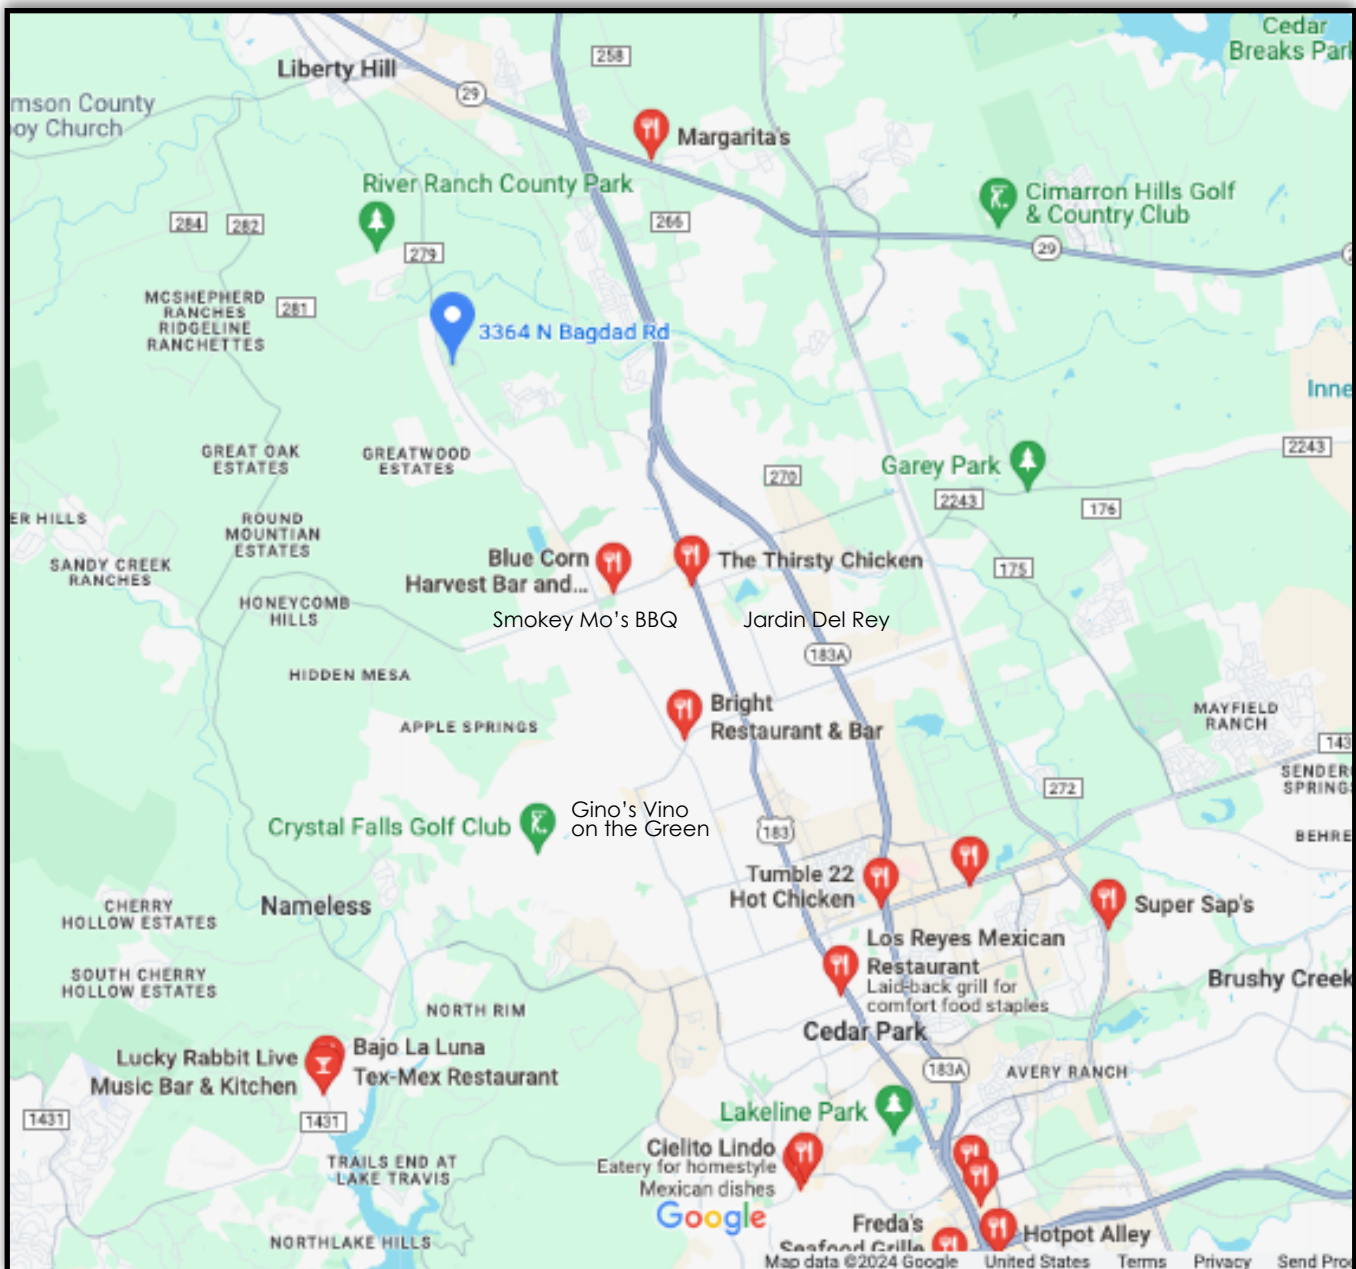 258
Cedar
Breaks Park
Liberty Hill
29
mson County
oy Church
Margarita's
River Ranch County Park
Cimarron Hills Golf
& Country Club
284
282
266
279
29
MCSHEPHERD
RANCHES
RIDGELINE
RANCHETTES
281
3364 N Bagdad Rd
Inne
GREAT OAK
ESTATES
GREATWOOD
ESTATES
2243
Garey Park
270
2243
176
ER HILLS
ROUND
MOUNTIAN
ESTATES
SANDY CREEK
RANCHES
Blue Corn
Harvest Bar and...
The Thirsty Chicken
175
HONEYCOMB
HILLS
Smokey Mo's BBQ
Jardin Del Rey
183A
HIDDEN MESA
Bright
Restaurant & Bar
MAYFIELD
RANCH
APPLE SPRINGS
143
SENDER
SPRING
272
Gino's Vino
on the Green
Crystal Falls Golf Club
183
BEHRE
Tumble 22
Hot Chicken
Nameless
CHERRY
HOLLOW ESTATES
Super Sap's
Los Reyes Mexican
Restaurant
Laid-back grill for
comfort food staples
SOUTH CHERRY
HOLLOW ESTATES
Brushy Creek
NORTH RIM
Cedar Park
Lucky Rabbit Live
Music Bar & Kitchen
Bajo La Luna
Tex-Mex Restaurant
183A
AVERY RANCH
1431
1431
Lakeline Park
Cielito Lindo
Eatery for homestyle
Mexican dishes
TRAILS END AT
LAKE TRAVIS
Google
Freda's
Seafood Grille
Hotpot Alley
NORTHLAKE HILLS
Map data ©2024 Google United States Terms Privacy Send Pro